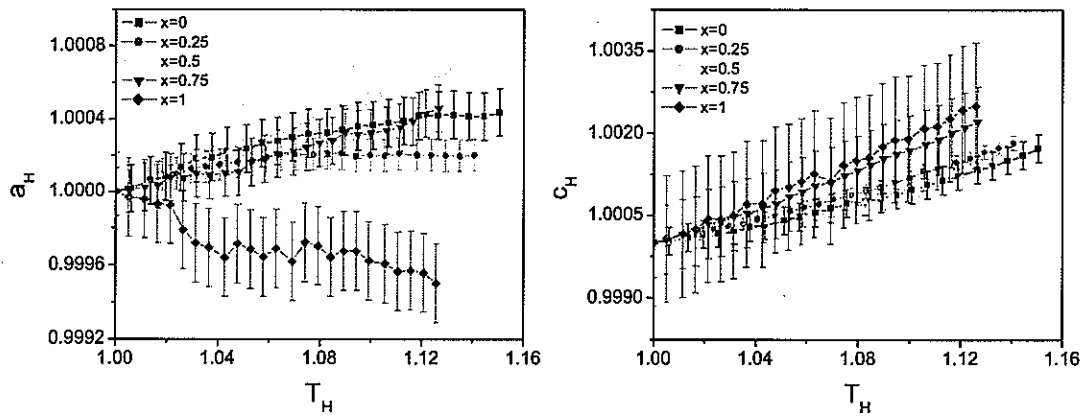 x=0
x=0.25
x=0.5
x=0.75
x=1
1.0008
1.0004
1.0000
0.9996
0.9992
a_H
1.00 1.04 1.08 1.12 1.16
T_H
x=0
x=0.25
x=0.5
x=0.75
x=1
1.0035
1.0020
1.0005
0.9990
c_H
1.00 1.04 1.08 1.12 1.16
T_H